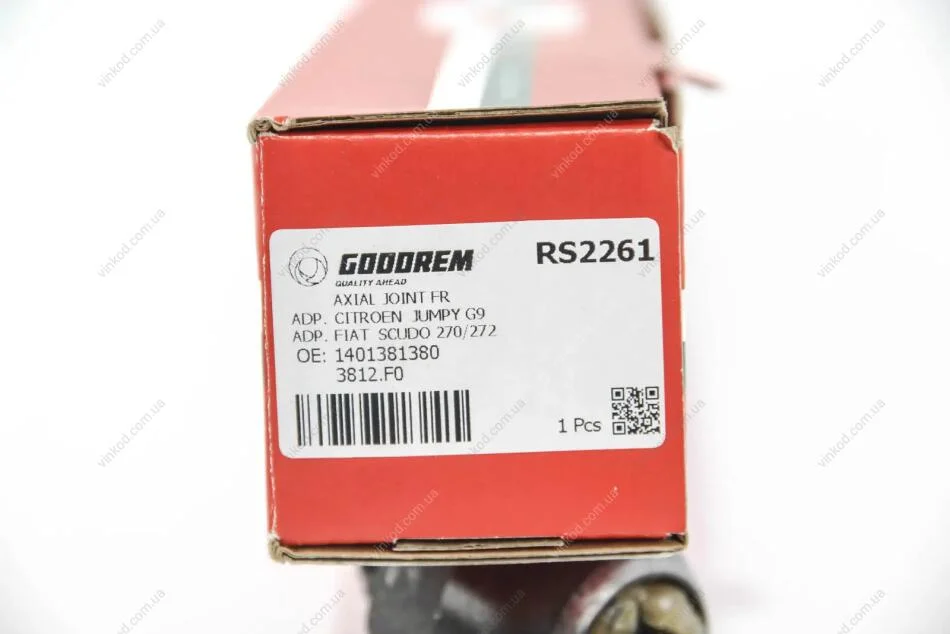 GOODREM
QUALITY AHEAD
RS2261
AXIAL JOINT FR
ADP. CITROEN JUMPY G9
ADP. FIAT SCUDO 270/272
OE: 1401381380
3812.F0
1 Pcs
vinkod.com.ua